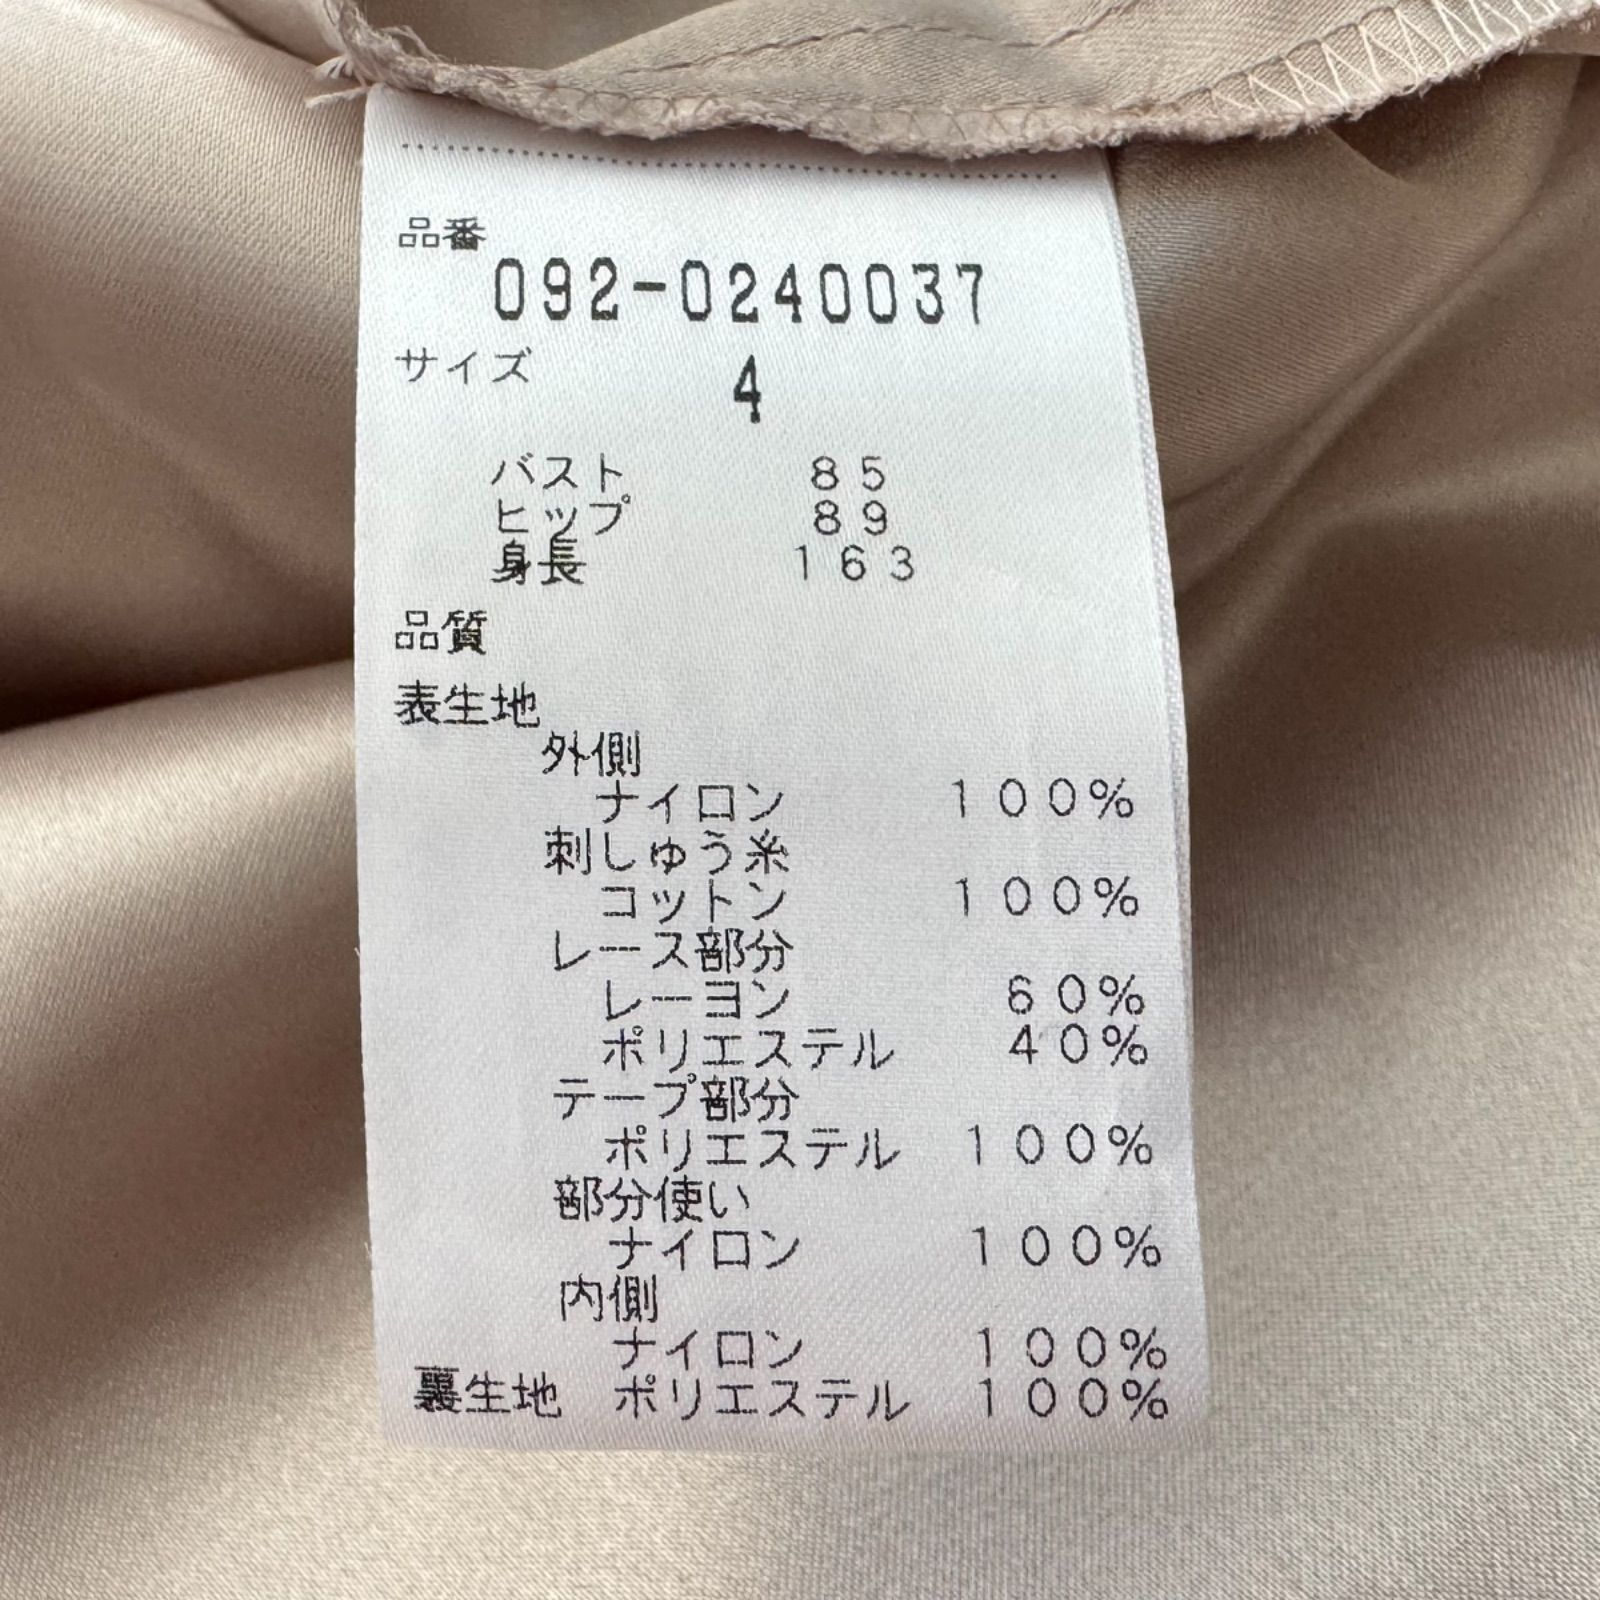 品番
092-0240037
サイズ 4
バスト 85
ヒップ 89
身長 163
品質
表生地
外側
ナイロン 100%
刺しゅう糸
コットン 100%
レース部分
レーヨン 60%
ポリエステル 40%
テープ部分
ポリエステル 100%
部分使い
ナイロン 100%
内側
ナイロン 100%
裏生地 ポリエステル 100%